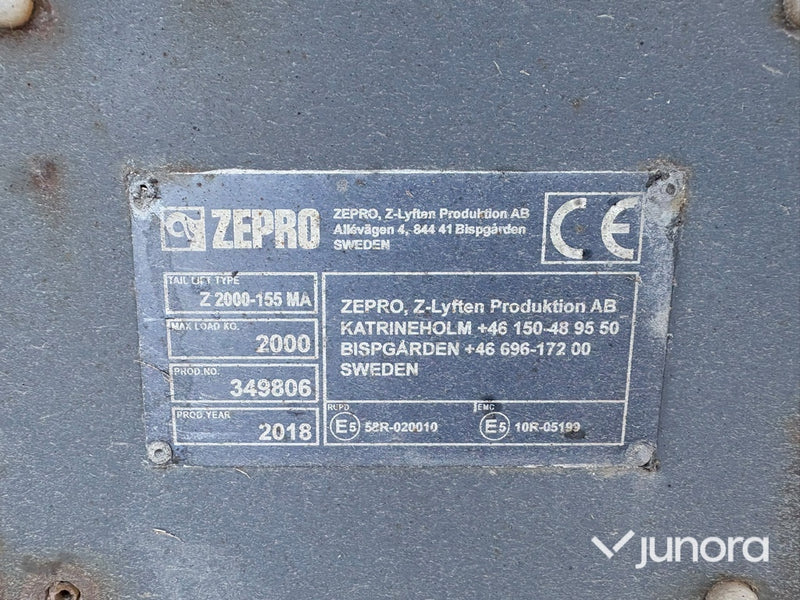 ZEPRO
ZEPRO, Z-Lyften Produktion AB
Allévägen 4, 844 41 Bispgården
SWEDEN
CE
TAIL LIFT TYPE
Z 2000-155 MA
MAX LOAD KG.
2000
PROD.NO.
349806
PROD.YEAR
2018
ZEPRO, Z-Lyften Produktion AB
KATRINEHOLM +46 150-48 95 50
BISPGÅRDEN +46 696-172 00
SWEDEN
RUPD
E5 58R-020010
EMC
E5 10R-05199
junora